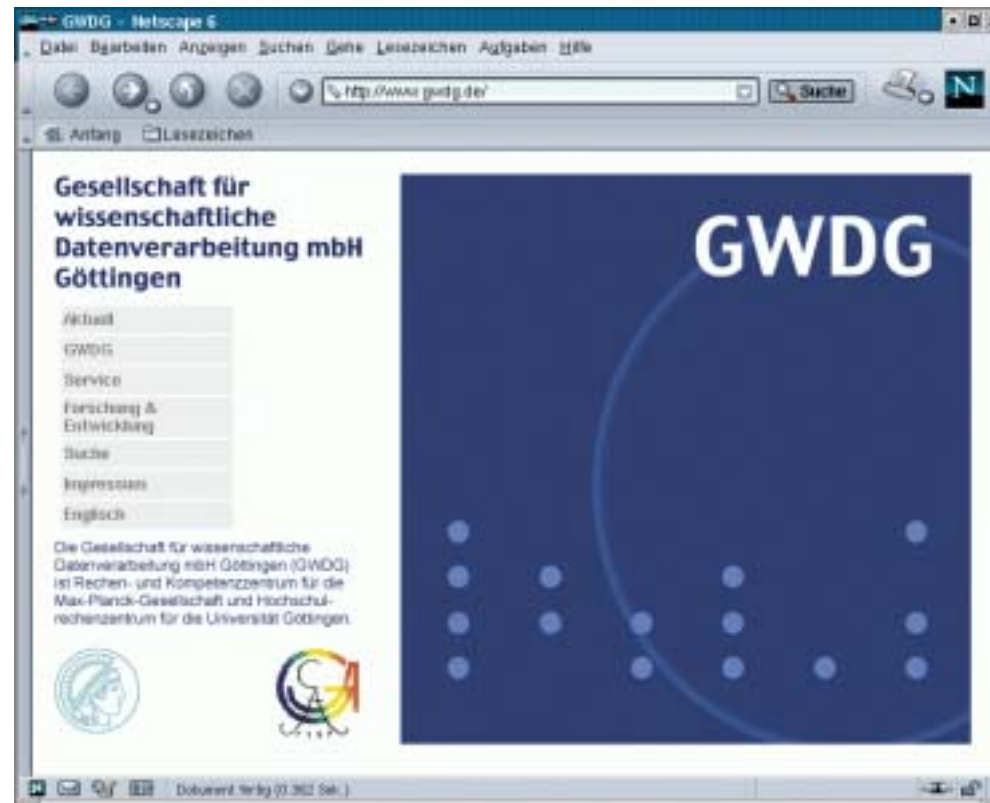 GWDG - Netscape 6
Datei Bearbeiten Anzeigen Suchen Gehe Lesezeichen Aufgaben Hilfe
http://www.gwdg.de/
Suche
N
Anfang Lesezeichen
Gesellschaft für
wissenschaftliche
Datenverarbeitung mbH
Göttingen
GWDG
Aktuell
GWDG
Service
Forschung &
Entwicklung
Suche
Impressum
Englisch
Die Gesellschaft für wissenschaftliche
Datenverarbeitung mbH Göttingen (GWDG)
ist Rechen- und Kompetenzzentrum für die
Max-Planck-Gesellschaft und Hochschul-
rechenzentrum für die Universität Göttingen.
Dokument fertig (0.362 Sek.)